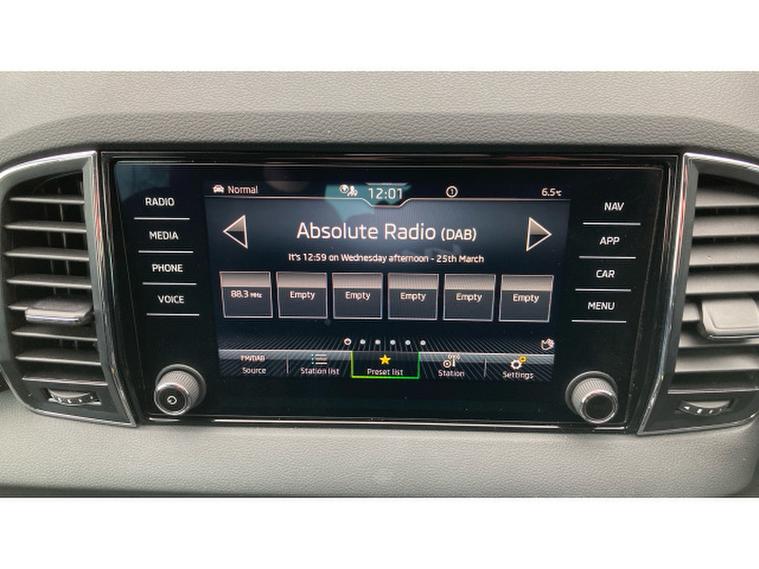 RADIO
MEDIA
PHONE
VOICE
Normal
12:01
6.5°C
Absolute Radio (DAB)
It's 12:59 on Wednesday afternoon - 25th March
88.3 MHz Empty Empty Empty Empty Empty
FM/DAB
Source
Station list
Preset list
Station
Settings
NAV
APP
CAR
MENU